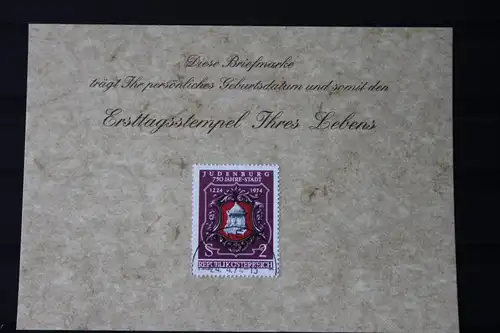 Diese Briefmarke
trägt Ihr persönliches Geburtsdatum und somit den
Ersttagsstempel Ihres Lebens
JUDENBURG
750 JAHRE-STADT
1224 1974
S 2
REPUBLIK ÖSTERREICH